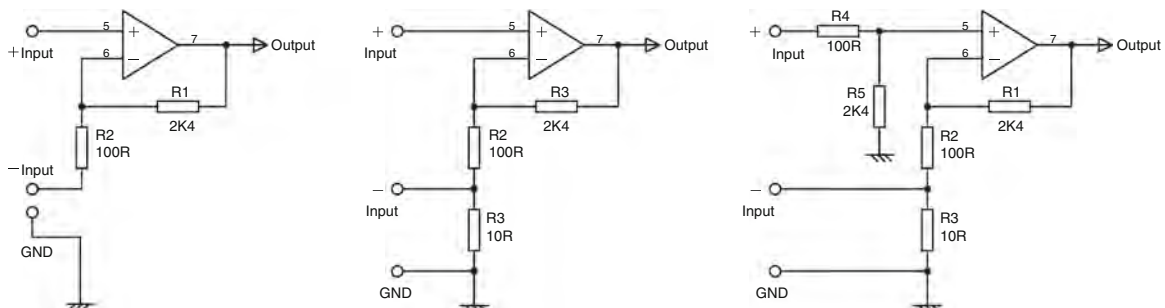 5
+
7
Output
+Input
6
−
R1
2K4
R2
100R
−Input
GND
+
5
+
7
Output
Input
6
−
R3
2K4
R2
100R
−
Input
R3
10R
GND
+
R4
5
+
7
Output
Input
100R
6
−
R5
2K4
R1
2K4
R2
100R
−
Input
R3
10R
GND